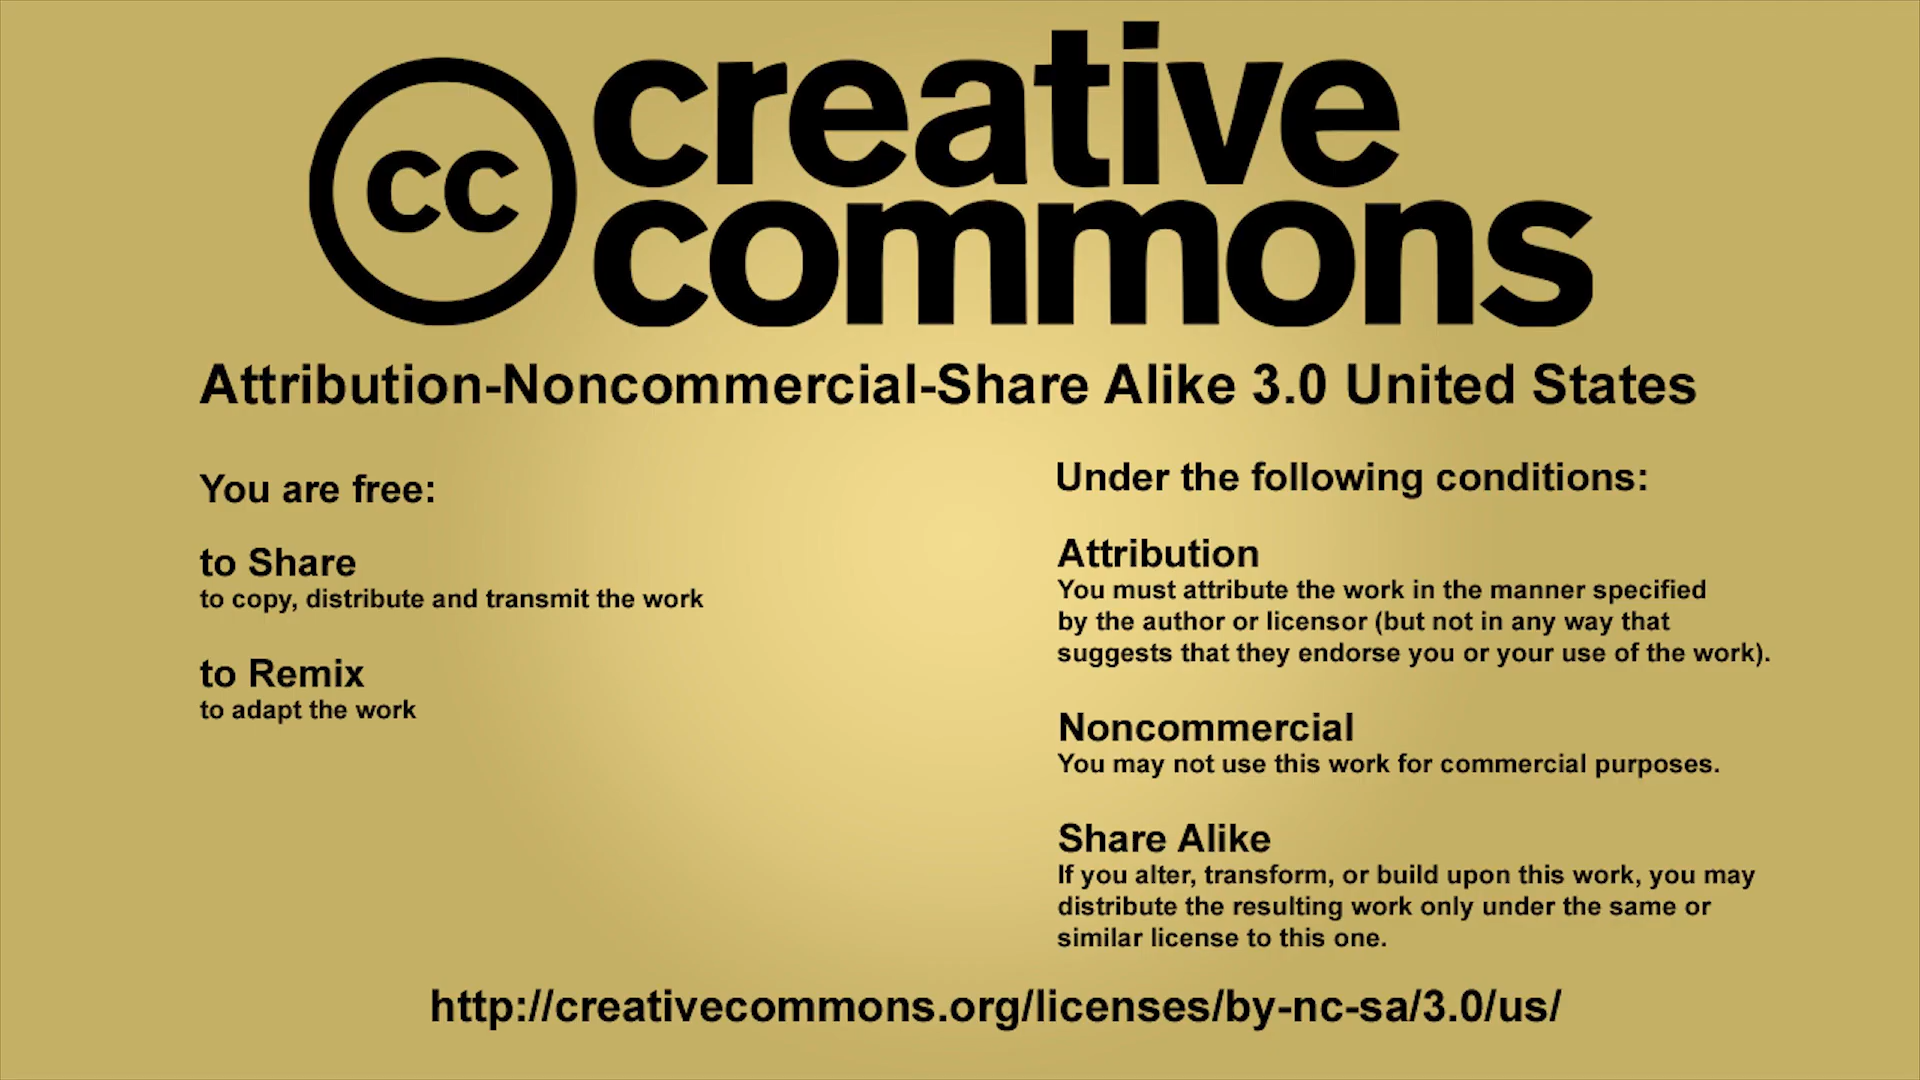 cc
creative
commons
Attribution-Noncommercial-Share Alike 3.0 United States
You are free:
to Share
to copy, distribute and transmit the work
to Remix
to adapt the work
Under the following conditions:
Attribution
You must attribute the work in the manner specified
by the author or licensor (but not in any way that
suggests that they endorse you or your use of the work).
Noncommercial
You may not use this work for commercial purposes.
Share Alike
If you alter, transform, or build upon this work, you may
distribute the resulting work only under the same or
similar license to this one.
http://creativecommons.org/licenses/by-nc-sa/3.0/us/